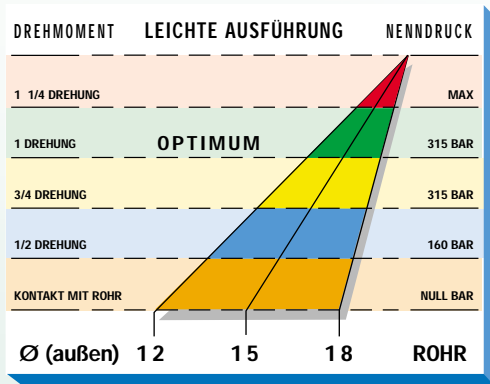 DREHMOMENT LEICHTE AUSFÜHRUNG NENNDRUCK
1 1/4 DREHUNG MAX
1 DREHUNG OPTIMUM 315 BAR
3/4 DREHUNG 315 BAR
1/2 DREHUNG 160 BAR
KONTAKT MIT ROHR NULL BAR
Ø (außen) 12 15 18 ROHR